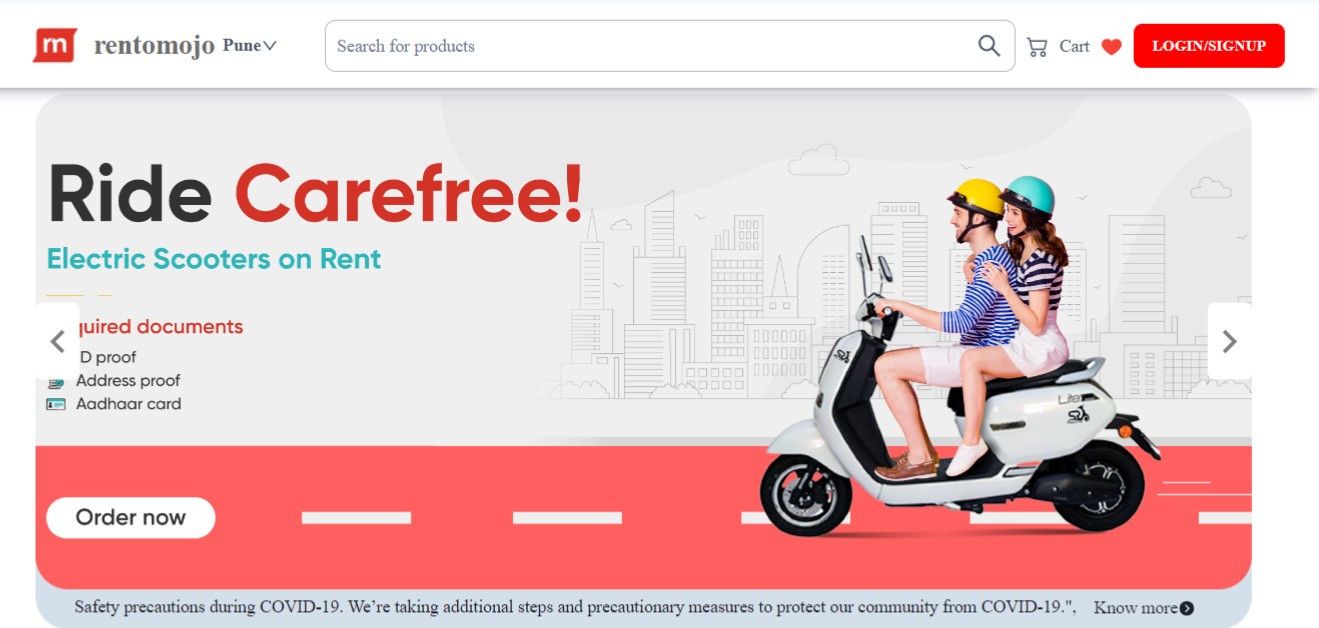 m rentomojo Pune Search for products Cart LOGIN/SIGNUP
Ride Carefree!
Electric Scooters on Rent
quired documents
D proof
Address proof
Aadhaar card
Lite
Order now
Safety precautions during COVID-19. We’re taking additional steps and precautionary measures to protect our community from COVID-19.", Know more